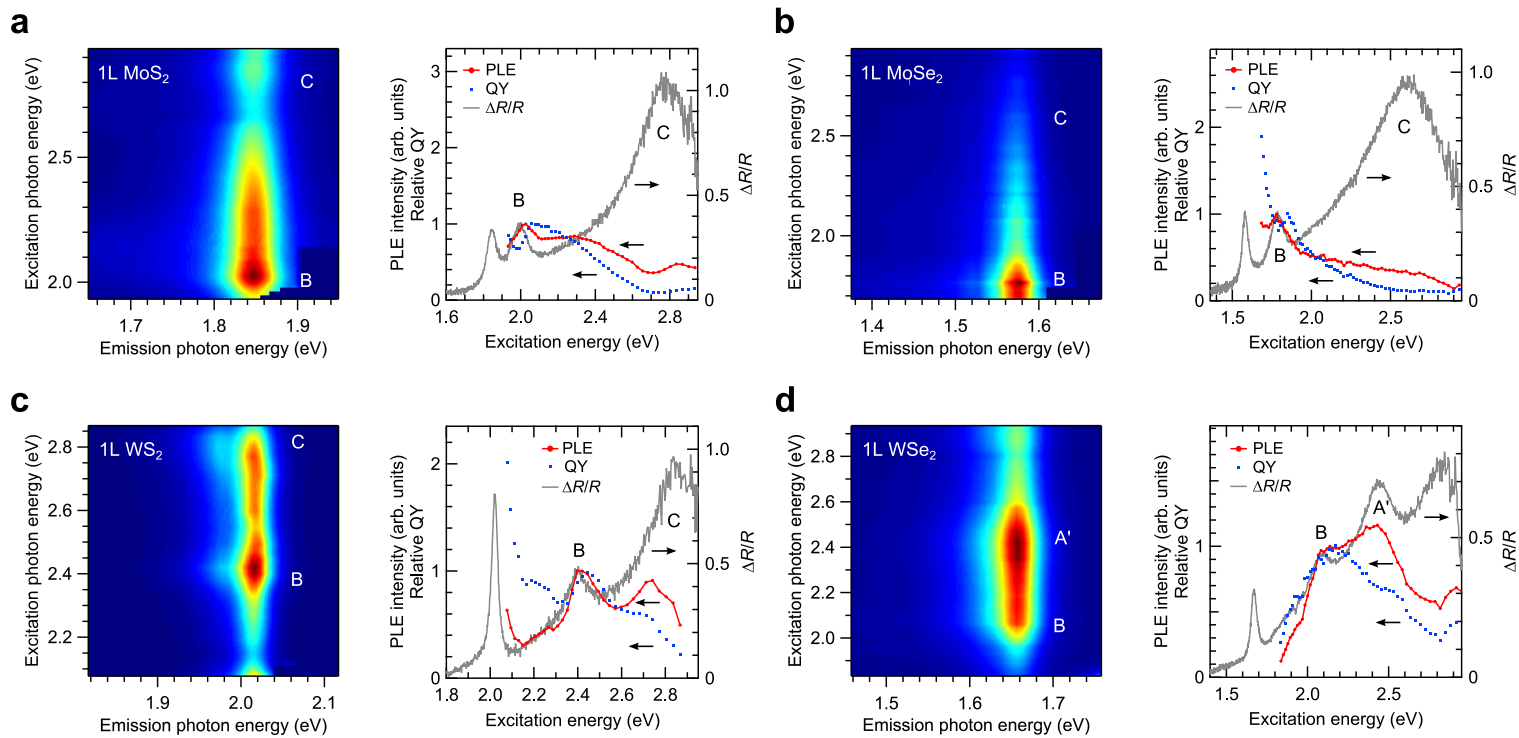 a
1L MoS2
C
B
2.5
2.0
1.7
1.8
1.9
Excitation photon energy (eV)
Emission photon energy (eV)
PLE
QY
ΔR/R
B
C
3
2
1
0
1.0
0.5
0
1.6
2.0
2.4
2.8
PLE intensity (arb. units)
Relative QY
ΔR/R
Excitation energy (eV)
b
1L MoSe2
C
B
2.5
2.0
1.4
1.5
1.6
Excitation photon energy (eV)
Emission photon energy (eV)
PLE
QY
ΔR/R
B
C
2
1
0
1.0
0.5
0
1.5
2.0
2.5
PLE intensity (arb. units)
Relative QY
ΔR/R
Excitation energy (eV)
c
1L WS2
C
B
2.8
2.6
2.4
2.2
1.9
2.0
2.1
Excitation photon energy (eV)
Emission photon energy (eV)
PLE
QY
ΔR/R
B
C
2
1
0
1.0
0.5
0
1.8
2.0
2.2
2.4
2.6
2.8
PLE intensity (arb. units)
Relative QY
ΔR/R
Excitation energy (eV)
d
1L WSe2
A'
B
2.8
2.6
2.4
2.2
2.0
1.5
1.6
1.7
Excitation photon energy (eV)
Emission photon energy (eV)
PLE
QY
ΔR/R
B
A'
1
0
0.5
0
1.5
2.0
2.5
PLE intensity (arb. units)
Relative QY
ΔR/R
Excitation energy (eV)